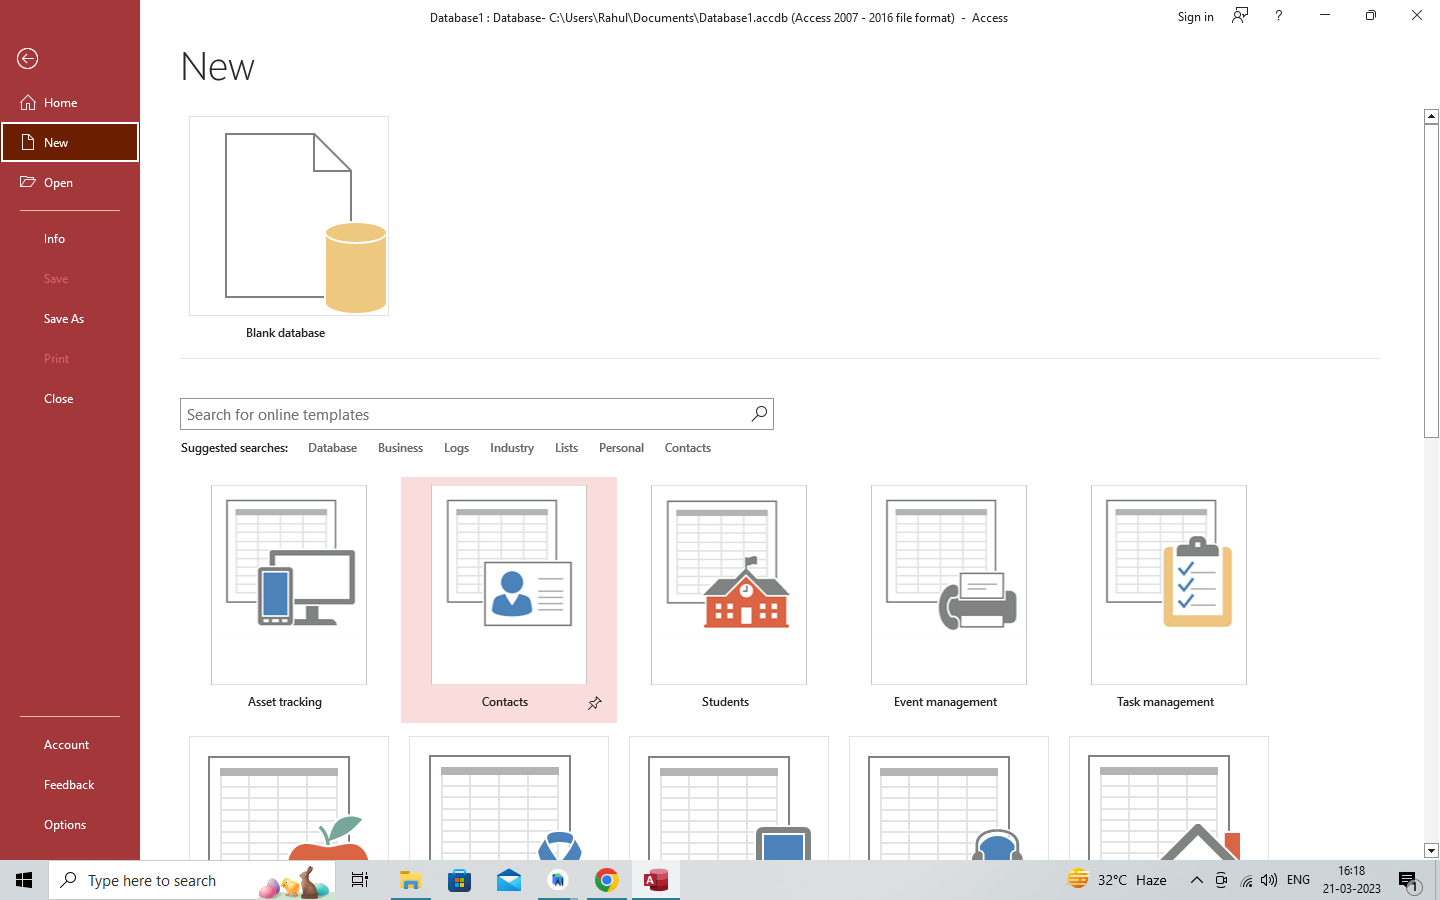 Database1 : Database- C:\Users\Rahul\Documents\Database1.accdb (Access 2007 - 2016 file format)  -  Access
Sign in
?
New
Home
New
Open
Info
Save
Save As
Print
Close
Account
Feedback
Options
Blank database
Search for online templates
Suggested searches: Database Business Logs Industry Lists Personal Contacts
Asset tracking
Contacts
Students
Event management
Task management
Type here to search
32°C Haze
ENG
16:18
21-03-2023
1